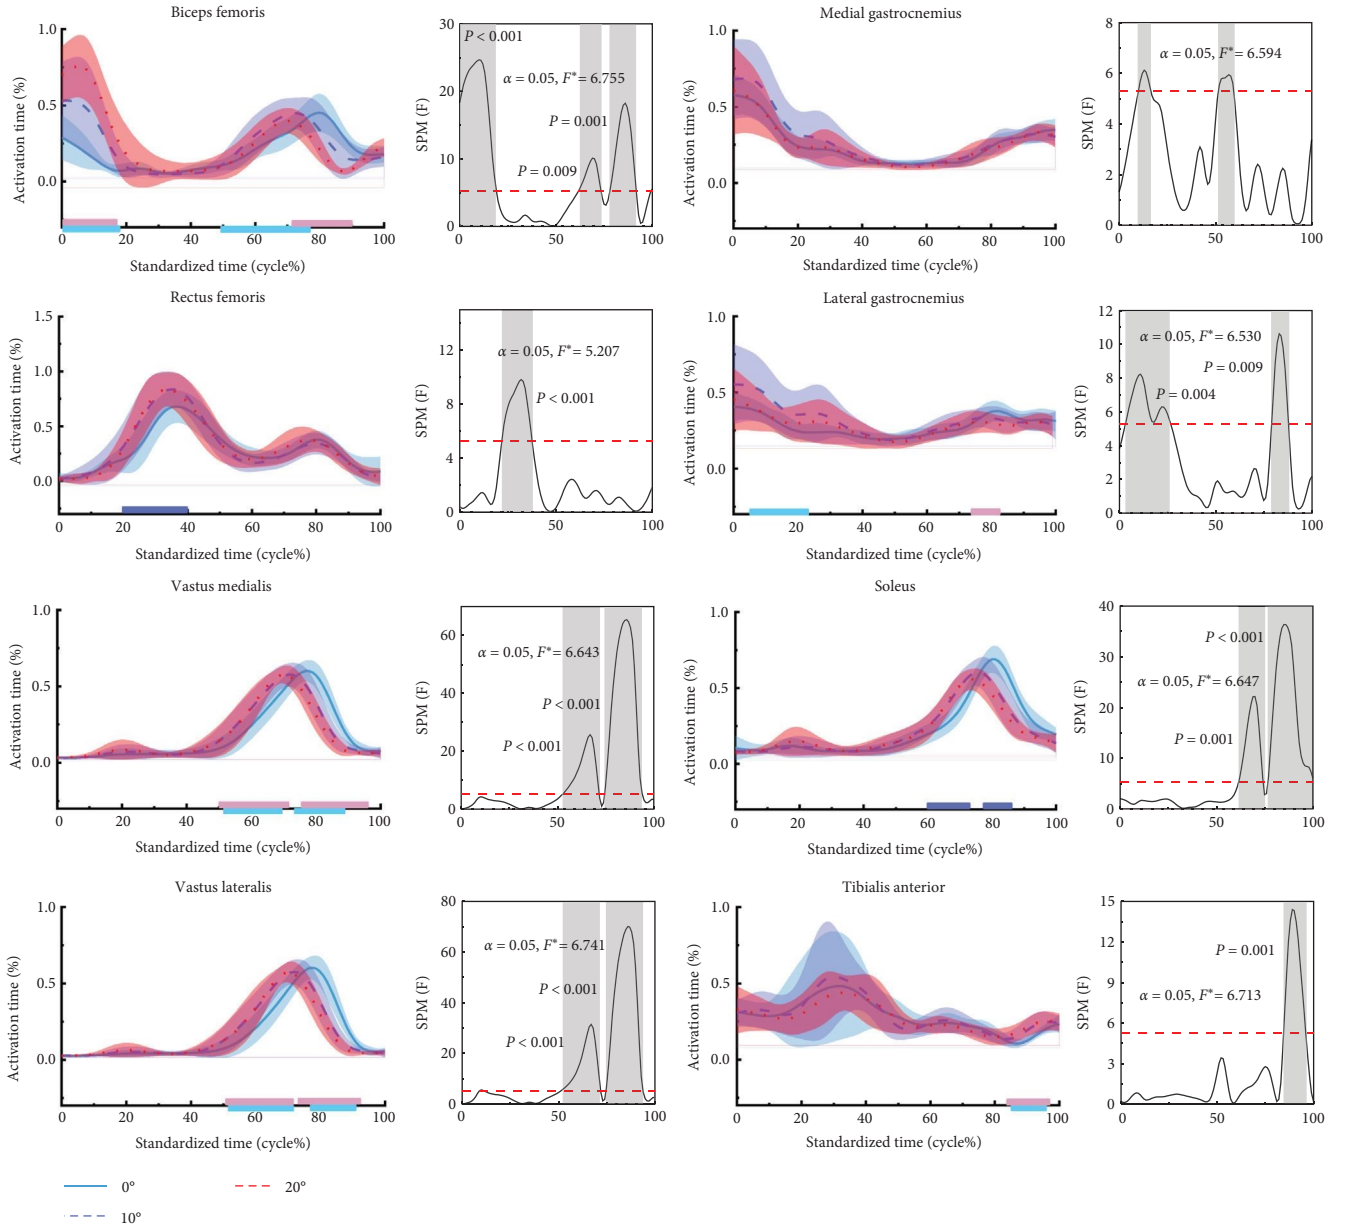 Biceps femoris
Activation time (%)
1.0
0.5
0.0
0 20 40 60 80 100
Standardized time (cycle%)
SPM (F)
30
20
10
0
0 50 100
P < 0.001
α = 0.05, F* = 6.755
P = 0.001
P = 0.009
Medial gastrocnemius
Activation time (%)
1.0
0.5
0.0
0 20 40 60 80 100
Standardized time (cycle%)
SPM (F)
8
6
4
2
0
0 50 100
α = 0.05, F* = 6.594
Rectus femoris
Activation time (%)
1.5
1.0
0.5
0.0
0 20 40 60 80 100
Standardized time (cycle%)
SPM (F)
12
8
4
0
0 50 100
α = 0.05, F* = 5.207
P < 0.001
Lateral gastrocnemius
Activation time (%)
1.0
0.5
0.0
0 20 40 60 80 100
Standardized time (cycle%)
SPM (F)
12
10
8
6
4
2
0
0 50 100
α = 0.05, F* = 6.530
P = 0.009
P = 0.004
Vastus medialis
Activation time (%)
1.0
0.5
0.0
0 20 40 60 80 100
Standardized time (cycle%)
SPM (F)
60
40
20
0
0 50 100
α = 0.05, F* = 6.643
P < 0.001
P < 0.001
Soleus
Activation time (%)
1.0
0.5
0.0
0 20 40 60 80 100
Standardized time (cycle%)
SPM (F)
40
30
20
10
0
0 50 100
P < 0.001
α = 0.05, F* = 6.647
P = 0.001
Vastus lateralis
Activation time (%)
1.0
0.5
0.0
0 20 40 60 80 100
Standardized time (cycle%)
SPM (F)
80
60
40
20
0
0 50 100
α = 0.05, F* = 6.741
P < 0.001
P < 0.001
Tibialis anterior
Activation time (%)
1.0
0.5
0.0
0 20 40 60 80 100
Standardized time (cycle%)
SPM (F)
15
12
9
6
3
0
0 50 100
P = 0.001
α = 0.05, F* = 6.713
0° 20°
10°